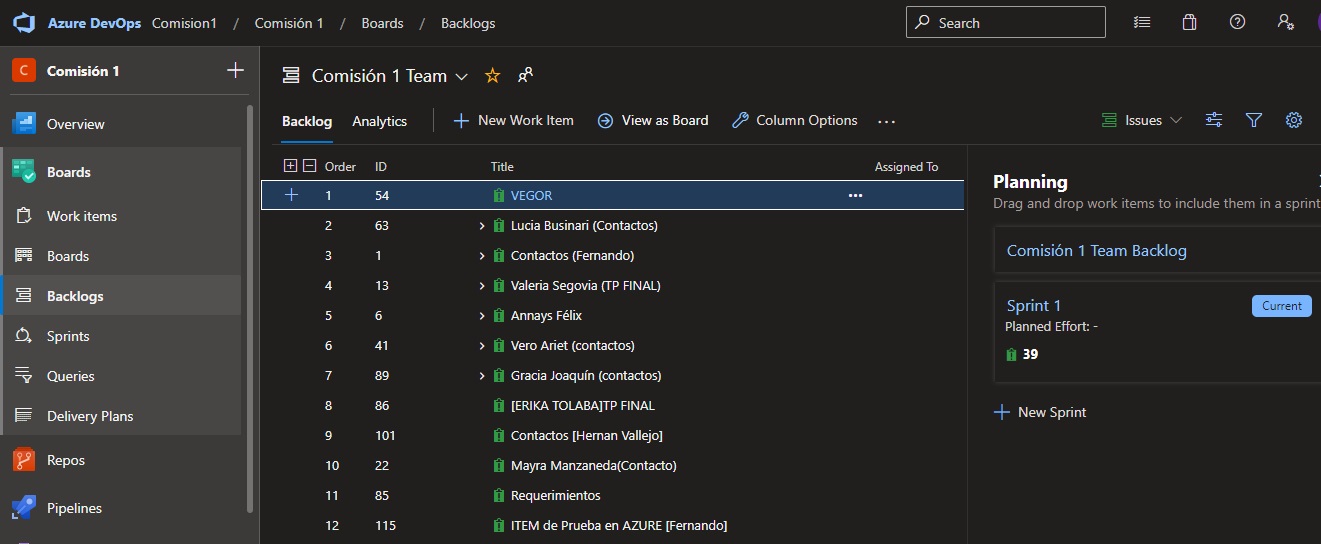 Azure DevOps Comision1 / Comisión 1 / Boards / Backlogs Search
C Comisión 1
Comisión 1 Team
Overview
Backlog Analytics New Work Item View as Board Column Options Issues
Boards
Order ID Title Assigned To
Planning
Drag and drop work items to include them in a sprint
1 54 VEGOR
Work items
2 63 Lucia Businari (Contactos)
Boards
3 1 Contactos (Fernando)
Comisión 1 Team Backlog
4 13 Valeria Segovia (TP FINAL)
Backlogs
5 6 Annays Félix
Sprint 1 Current
Planned Effort: -
Sprints
6 41 Vero Ariet (contactos)
39
Queries
7 89 Gracia Joaquín (contactos)
8 86 [ERIKA TOLABA]TP FINAL
Delivery Plans
New Sprint
9 101 Contactos [Hernan Vallejo]
Repos
10 22 Mayra Manzaneda(Contacto)
11 85 Requerimientos
Pipelines
12 115 ITEM de Prueba en AZURE [Fernando]